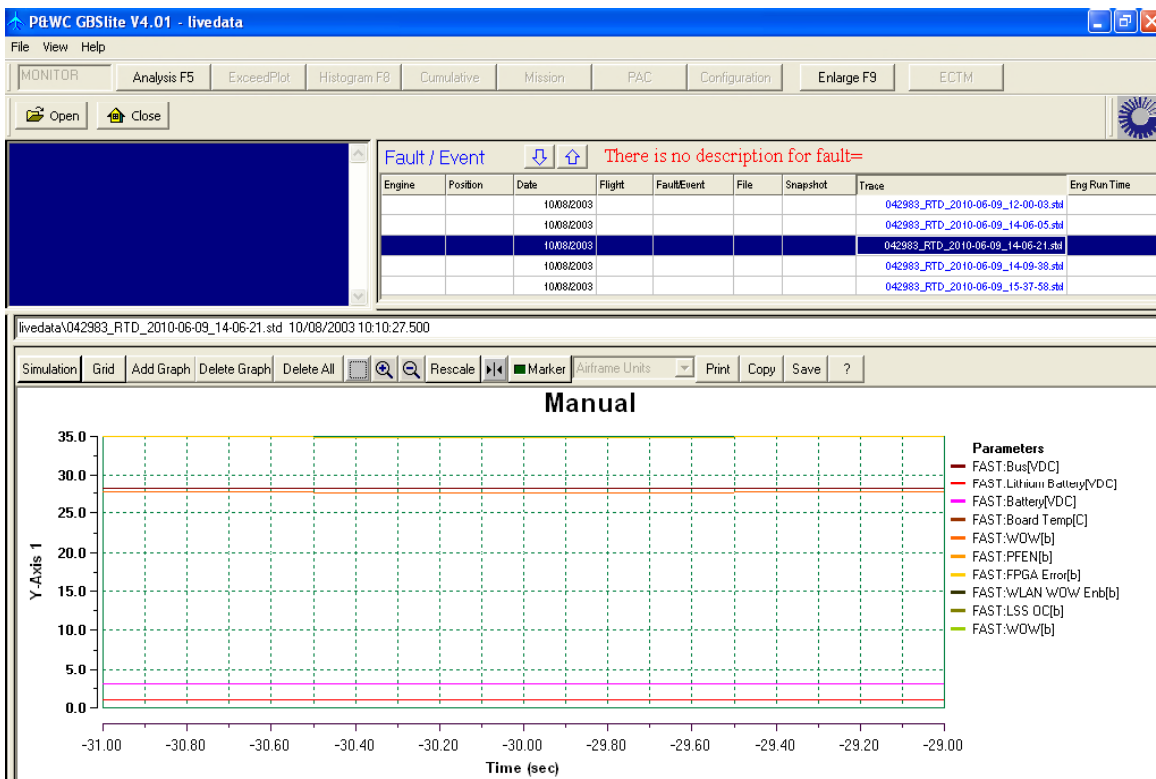 P&WC GBSlite V4.01 - livedata
File View Help
MONITOR Analysis F5 ExceedPlot Histogram F8 Cumulative Mission PAC Configuration Enlarge F9 ECTM
Open Close
Fault / Event There is no description for fault=
Engine Position Date Flight Fault/Event File Snapshot Trace Eng Run Time
10/08/2003 042983_RTD_2010-06-09_12-00-03.std
10/08/2003 042983_RTD_2010-06-09_14-06-05.std
10/08/2003 042983_RTD_2010-06-09_14-06-21.std
10/08/2003 042983_RTD_2010-06-09_14-09-38.std
10/08/2003 042983_RTD_2010-06-09_15-37-58.std
livedata\042983_RTD_2010-06-09_14-06-21.std 10/08/2003 10:10:27.500
Simulation Grid Add Graph Delete Graph Delete All Rescale Marker Airframe Units Print Copy Save ?
Manual
Y-Axis 1
35.0
30.0
25.0
20.0
15.0
10.0
5.0
0.0
-31.00 -30.80 -30.60 -30.40 -30.20 -30.00 -29.80 -29.60 -29.40 -29.20 -29.00
Time (sec)
Parameters
FAST:Bus[VDC]
FAST:Lithium Battery[VDC]
FAST:Battery[VDC]
FAST:Board Temp[C]
FAST:WOW[b]
FAST:PFEN[b]
FAST:FPGA Error[b]
FAST:WLAN WOW Enb[b]
FAST:LSS OC[b]
FAST:WOW[b]